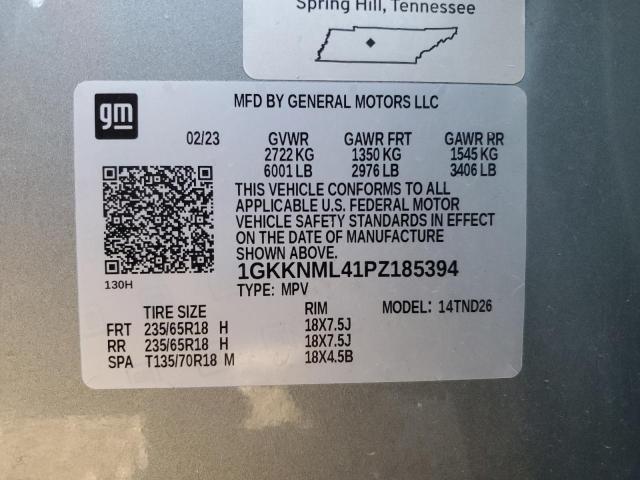 Spring Hill, Tennessee
gm
MFD BY GENERAL MOTORS LLC
02/23 GVWR GAWR FRT GAWR RR
2722 KG 1350 KG 1545 KG
6001 LB 2976 LB 3406 LB
THIS VEHICLE CONFORMS TO ALL
APPLICABLE U.S. FEDERAL MOTOR
VEHICLE SAFETY STANDARDS IN EFFECT
ON THE DATE OF MANUFACTURE
SHOWN ABOVE.
1GKKNML41PZ185394
130H
TYPE: MPV
TIRE SIZE RIM MODEL: 14TND26
FRT 235/65R18 H 18X7.5J
RR 235/65R18 H 18X7.5J
SPA T135/70R18 M 18X4.5B